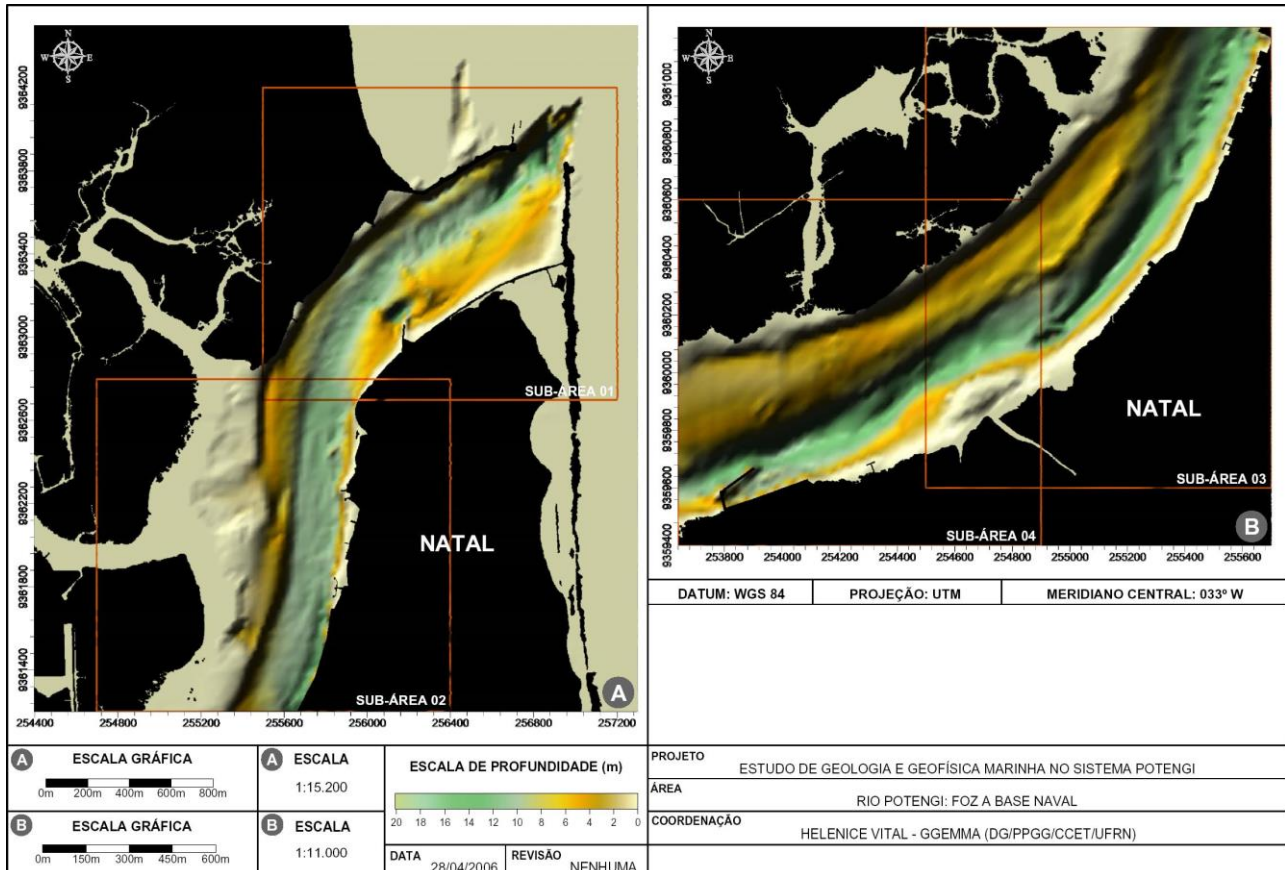 N
W E
S
9364200
9363800
9363400
9363000
9362600
9362200
9361800
9361400
SUB-ÁREA 01
NATAL
SUB-ÁREA 02
A
254400 254800 255200 255600 256000 256400 256800 257200
N
W E
S
9361000
9360800
9360600
9360400
9360200
9360000
9359800
9359600
9359400
NATAL
SUB-ÁREA 03
SUB-ÁREA 04
B
253800 254000 254200 254400 254600 254800 255000 255200 255400 255600
DATUM: WGS 84 PROJEÇÃO: UTM MERIDIANO CENTRAL: 033º W
A ESCALA GRÁFICA
0m 200m 400m 600m 800m
A ESCALA
1:15.200
B ESCALA GRÁFICA
0m 150m 300m 450m 600m
B ESCALA
1:11.000
ESCALA DE PROFUNDIDADE (m)
20 18 16 14 12 10 8 6 4 2 0
DATA 28/04/2006 REVISÃO NENHUMA
PROJETO
ESTUDO DE GEOLOGIA E GEOFÍSICA MARINHA NO SISTEMA POTENGI
ÁREA
RIO POTENGI: FOZ A BASE NAVAL
COORDENAÇÃO
HELENICE VITAL - GGEMMA (DG/PPGG/CCET/UFRN)